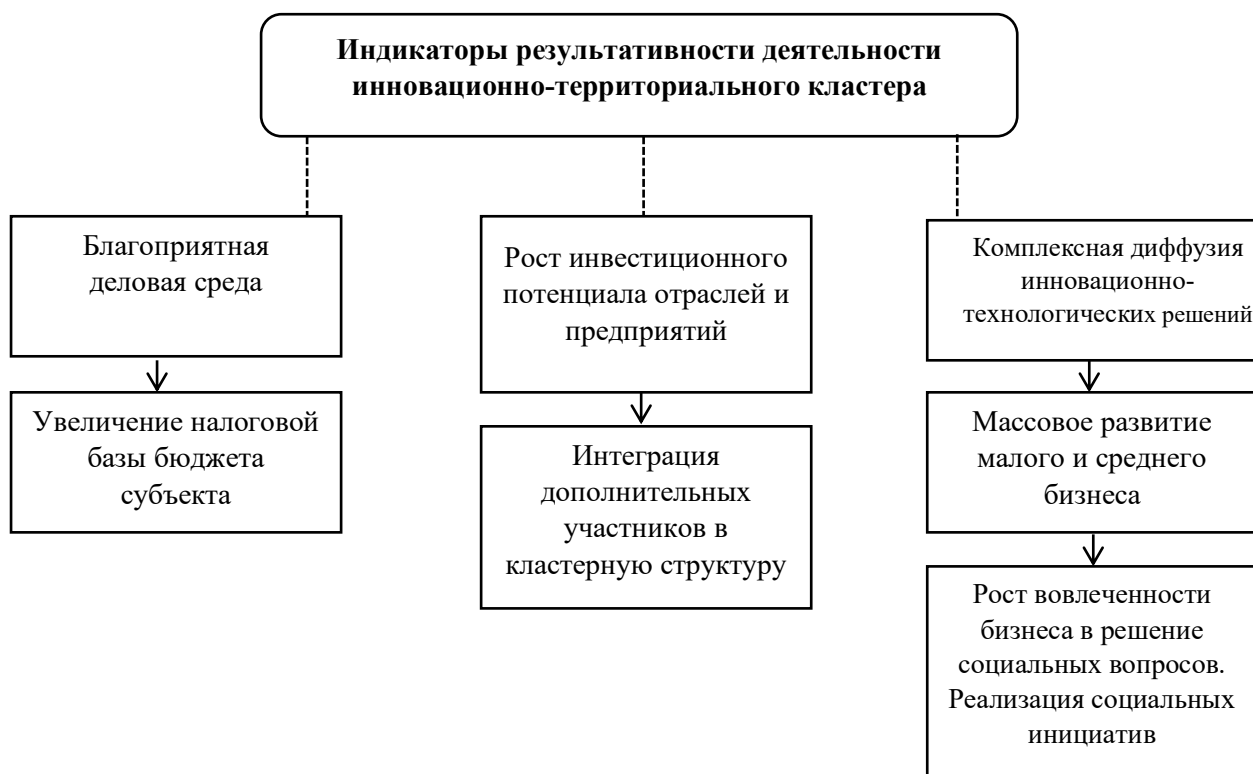 Индикаторы результативности деятельности
инновационно-территориального кластера
Благоприятная
деловая среда
Рост инвестиционного
потенциала отраслей и
предприятий
Комплексная диффузия
инновационно-
технологических решений
Увеличение налоговой
базы бюджета
субъекта
Интеграция
дополнительных
участников в
кластерную структуру
Массовое развитие
малого и среднего
бизнеса
Рост вовлеченности
бизнеса в решение
социальных вопросов.
Реализация социальных
инициатив